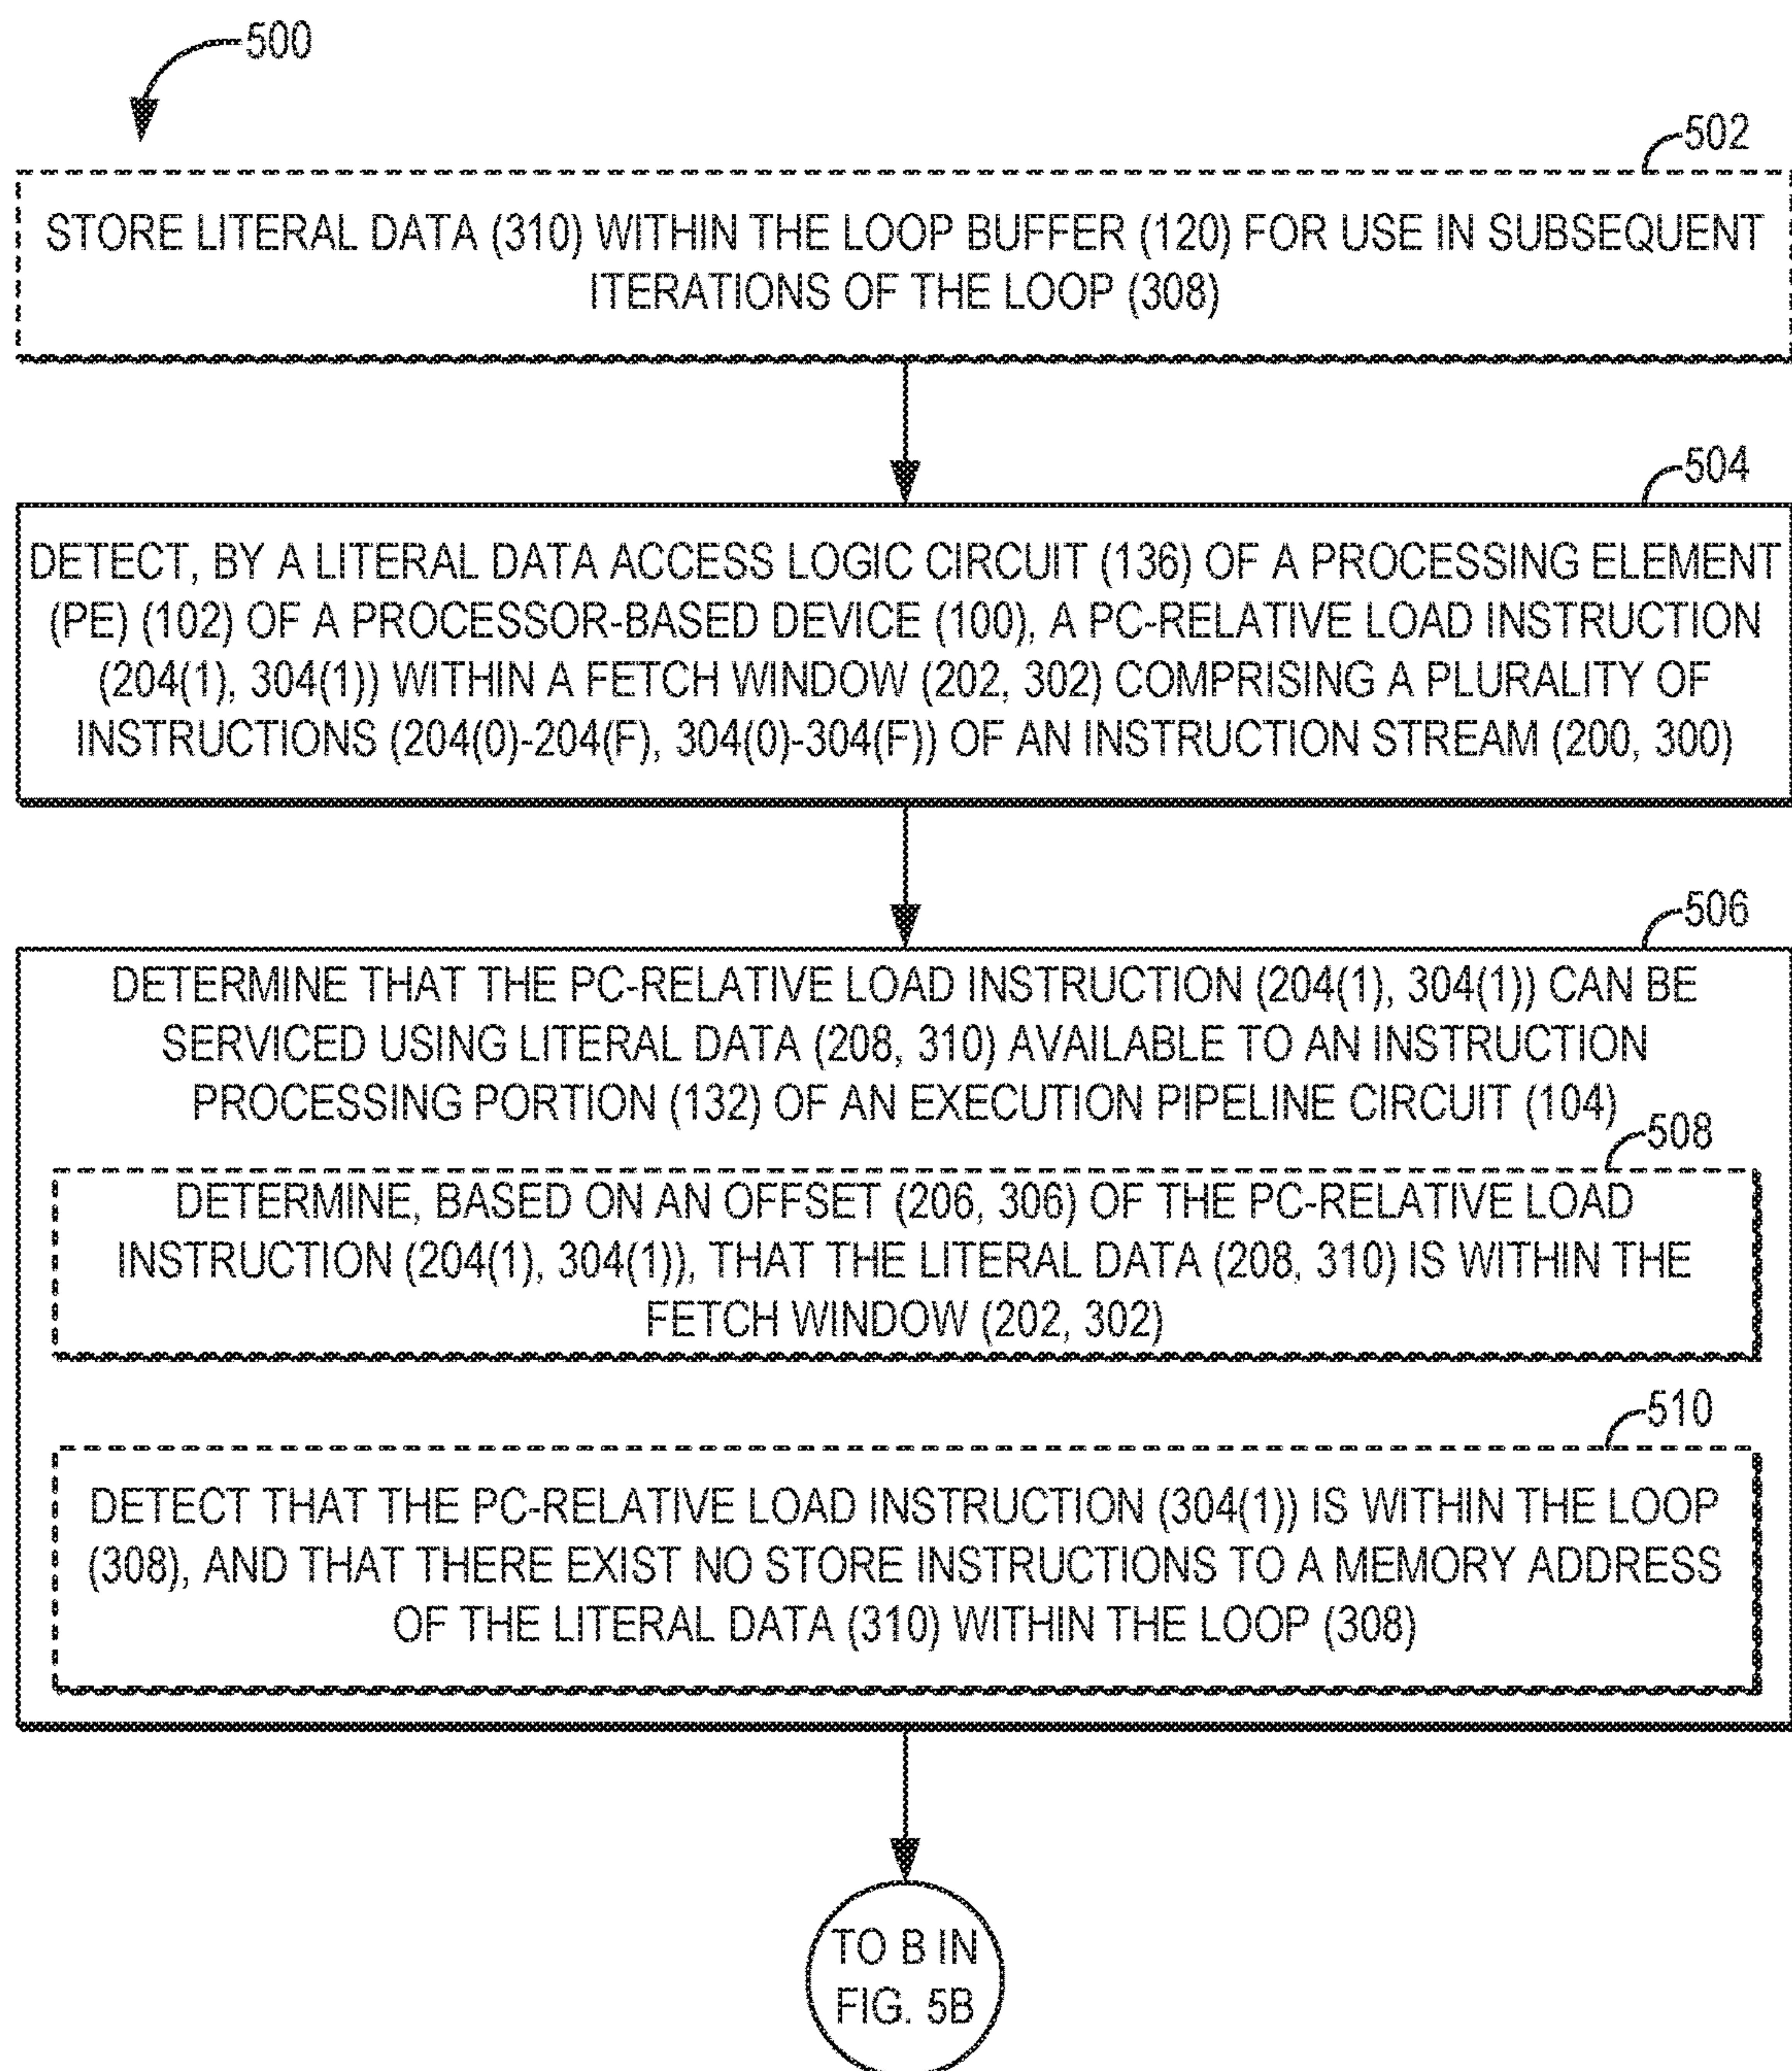 500
502
STORE LITERAL DATA (310) WITHIN THE LOOP BUFFER (120) FOR USE IN SUBSEQUENT
ITERATIONS OF THE LOOP (308)
504
DETECT, BY A LITERAL DATA ACCESS LOGIC CIRCUIT (136) OF A PROCESSING ELEMENT
(PE) (102) OF A PROCESSOR-BASED DEVICE (100), A PC-RELATIVE LOAD INSTRUCTION
(204(1), 304(1)) WITHIN A FETCH WINDOW (202, 302) COMPRISING A PLURALITY OF
INSTRUCTIONS (204(0)-204(F), 304(0)-304(F)) OF AN INSTRUCTION STREAM (200, 300)
506
DETERMINE THAT THE PC-RELATIVE LOAD INSTRUCTION (204(1), 304(1)) CAN BE
SERVICED USING LITERAL DATA (208, 310) AVAILABLE TO AN INSTRUCTION
PROCESSING PORTION (132) OF AN EXECUTION PIPELINE CIRCUIT (104)
508
DETERMINE, BASED ON AN OFFSET (206, 306) OF THE PC-RELATIVE LOAD
INSTRUCTION (204(1), 304(1)), THAT THE LITERAL DATA (208, 310) IS WITHIN THE
FETCH WINDOW (202, 302)
510
DETECT THAT THE PC-RELATIVE LOAD INSTRUCTION (304(1)) IS WITHIN THE LOOP
(308), AND THAT THERE EXIST NO STORE INSTRUCTIONS TO A MEMORY ADDRESS
OF THE LITERAL DATA (310) WITHIN THE LOOP (308)
TO B IN
FIG. 5B